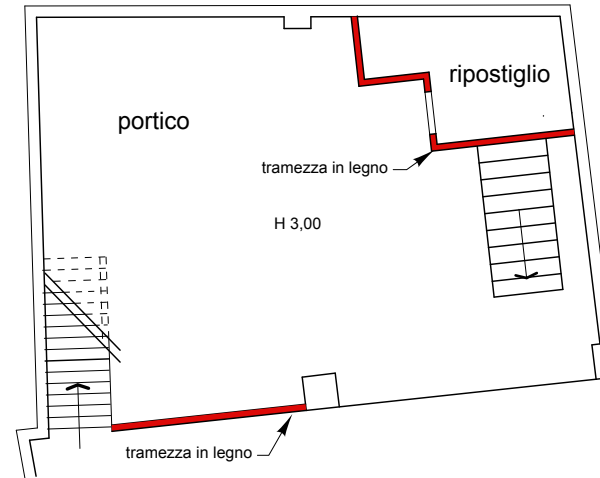 ripostiglio
portico
tramezza in legno
H 3,00
tramezza in legno